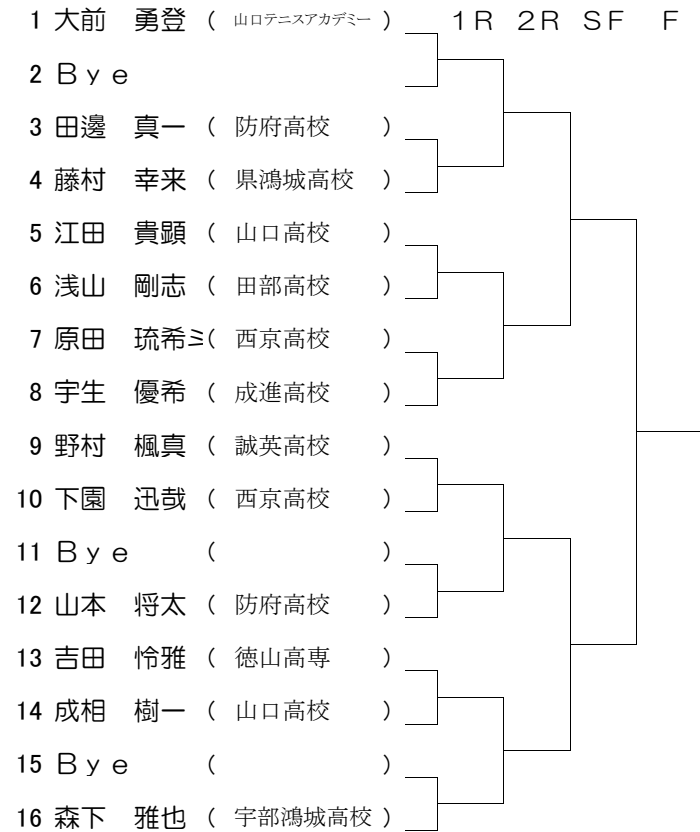 1 大前 勇登 ( 山口テニスアカデミー ) 1R 2R SF F
2 Bye
3 田邊 真一 ( 防府高校 )
4 藤村 幸来 ( 県鴻城高校 )
5 江田 貴顕 ( 山口高校 )
6 浅山 剛志 ( 田部高校 )
7 原田 琉希ミ( 西京高校 )
8 宇生 優希 ( 成進高校 )
9 野村 楓真 ( 誠英高校 )
10 下園 迅哉 ( 西京高校 )
11 Bye ( )
12 山本 将太 ( 防府高校 )
13 吉田 怜雅 ( 徳山高専 )
14 成相 樹一 ( 山口高校 )
15 Bye ( )
16 森下 雅也 ( 宇部鴻城高校 )